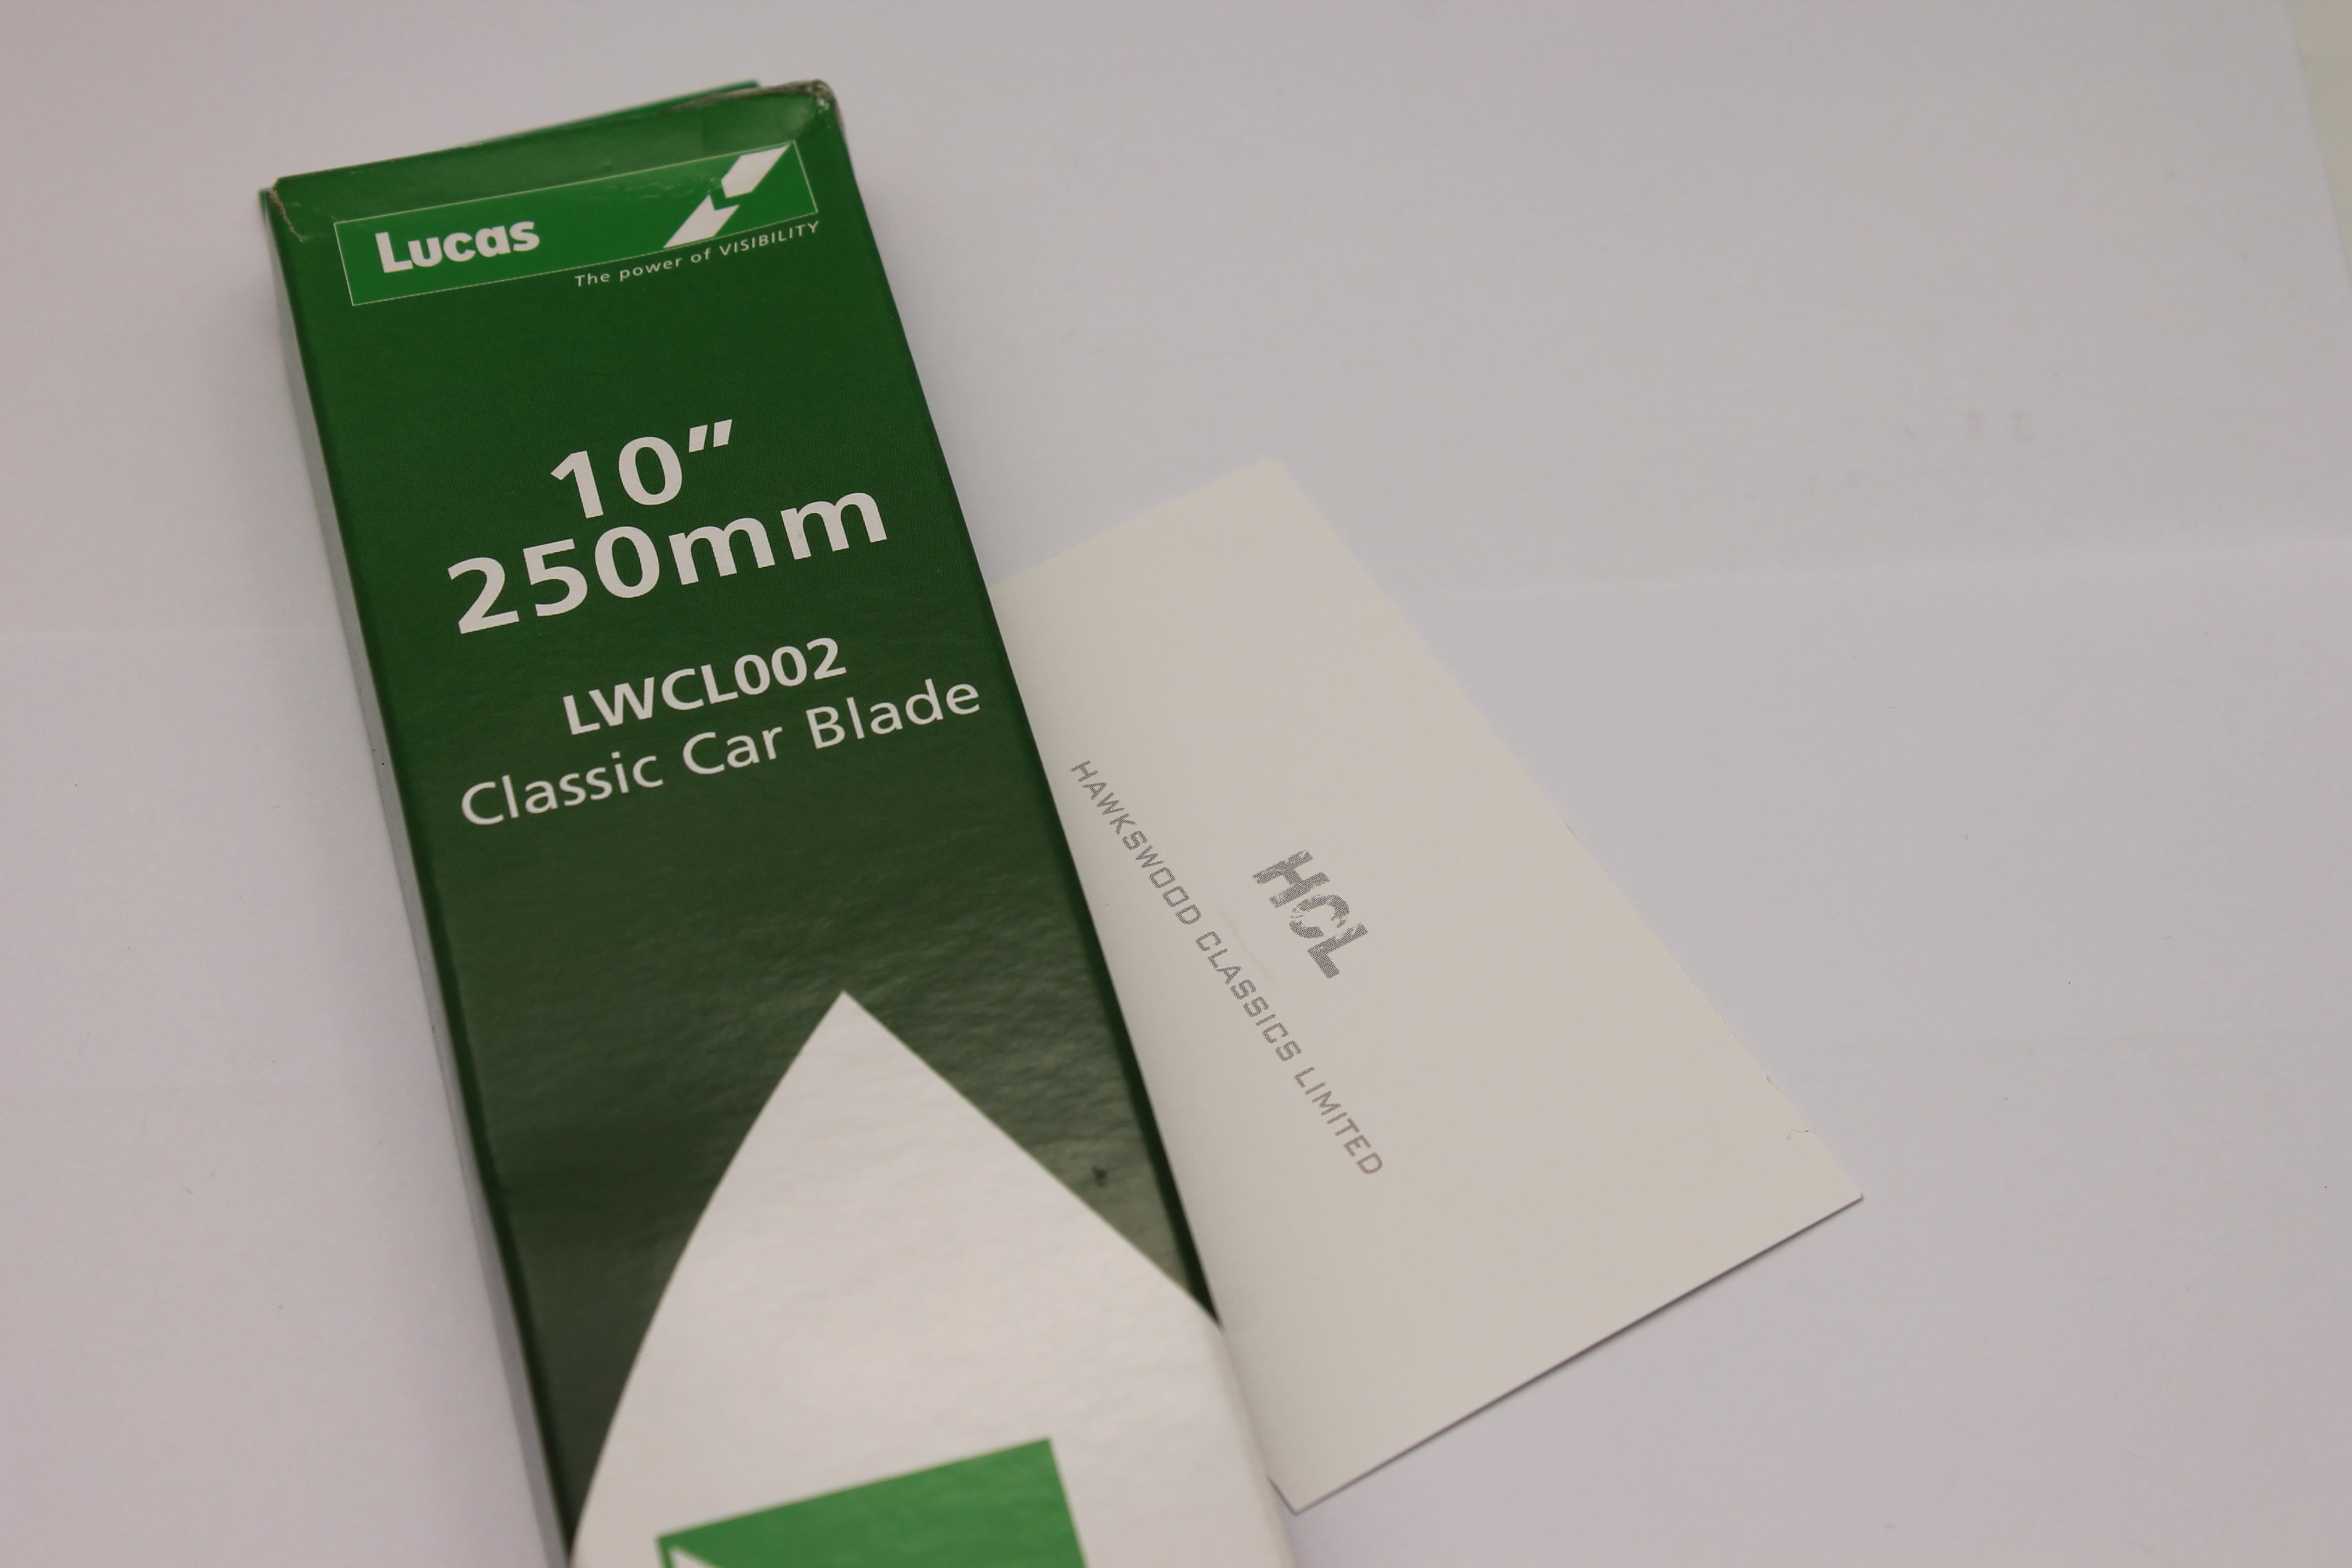 Lucas
The power of VISIBILITY
10″
250mm
LWCL002
Classic Car Blade
HCL
HAWKSWOOD CLASSICS LIMITED